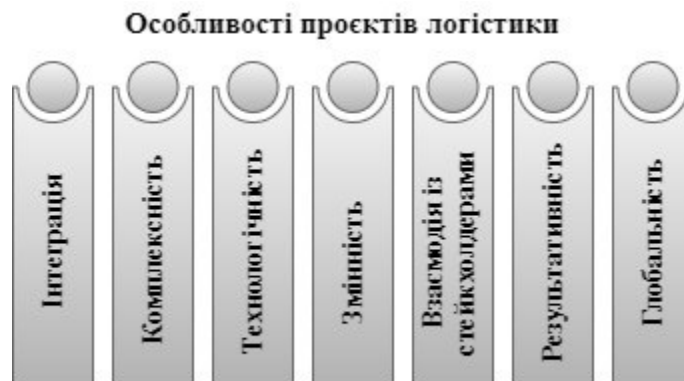 Особливості проєктів логістики
Інтеграція
Комплексність
Технологічність
Змінність
Взаємодія із
стейкхолдерами
Результативність
Глобальність